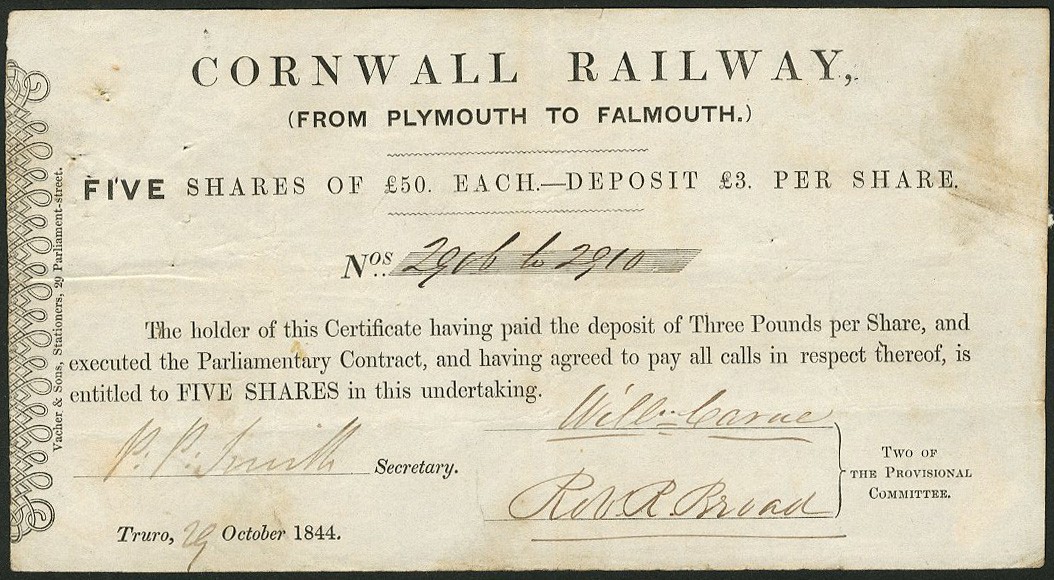 CORNWALL RAILWAY,
(FROM PLYMOUTH TO FALMOUTH.)
FIVE SHARES OF £50. EACH.—DEPOSIT £3. PER SHARE.
Nos. 2906 to 2910
The holder of this Certificate having paid the deposit of Three Pounds per Share, and
executed the Parliamentary Contract, and having agreed to pay all calls in respect thereof, is
entitled to FIVE SHARES in this undertaking.
Willm Carne
P. P. Smith Secretary.
Rob. R. Broad
TWO OF
THE PROVISIONAL
COMMITTEE.
Truro, 29 October 1844.
Vacher & Sons, Stationers, 29 Parliament-street.